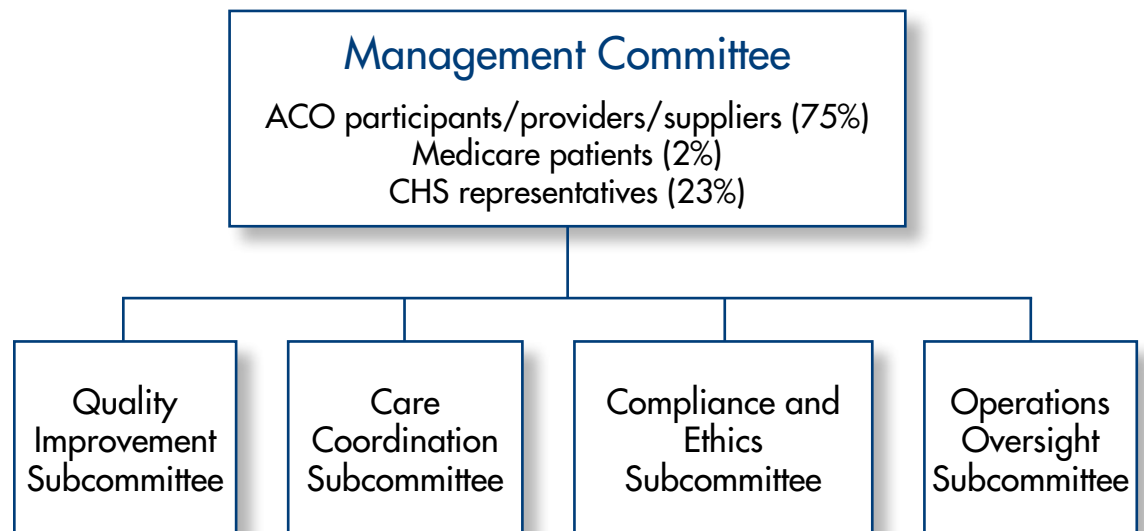 Management Committee
ACO participants/providers/suppliers (75%)
Medicare patients (2%)
CHS representatives (23%)
Quality
Improvement
Subcommittee
Care
Coordination
Subcommittee
Compliance and
Ethics
Subcommittee
Operations
Oversight
Subcommittee